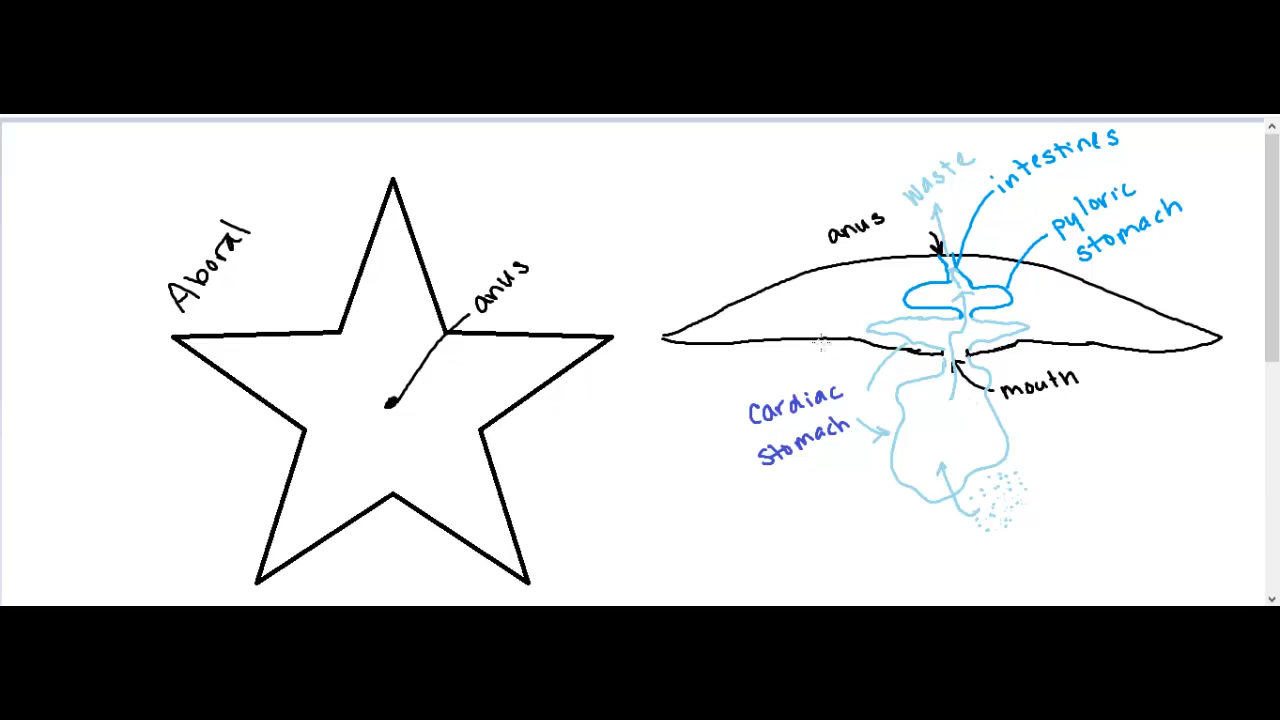 Aboral
anus
anus
waste
intestines
pyloric
stomach
Cardiac
stomach
mouth